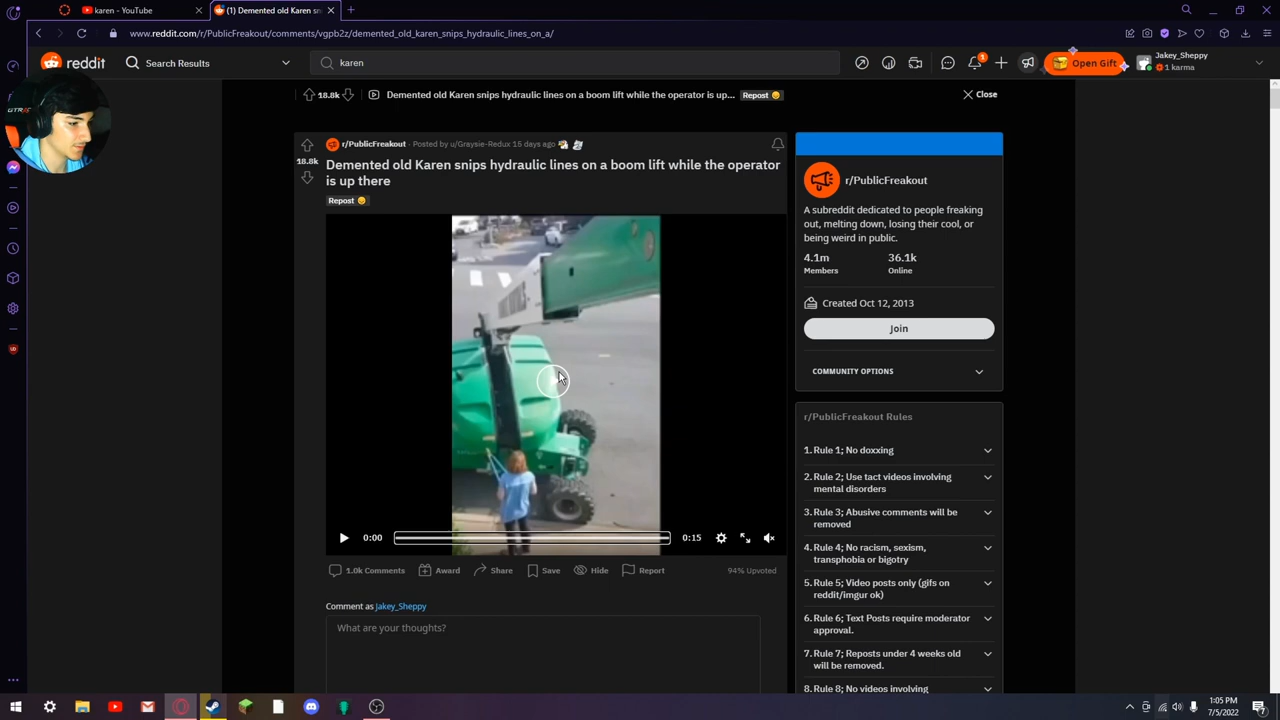 karen - YouTube
(1) Demented old Karen sn
www.reddit.com/r/PublicFreakout/comments/vgpb2z/demented_old_karen_snips_hydraulic_lines_on_a/
reddit
Search Results
karen
1
Open Gift
Jakey_Sheppy
1 karma
18.8k
Demented old Karen snips hydraulic lines on a boom lift while the operator is up...
Repost
Close
r/PublicFreakout · Posted by u/Graysie-Redux 15 days ago
18.8k
Demented old Karen snips hydraulic lines on a boom lift while the operator
is up there
Repost
0:00
0:15
1.0k Comments
Award
Share
Save
Hide
Report
94% Upvoted
Comment as Jakey_Sheppy
What are your thoughts?
r/PublicFreakout
A subreddit dedicated to people freaking
out, melting down, losing their cool, or
being weird in public.
4.1m
36.1k
Members
Online
Created Oct 12, 2013
Join
COMMUNITY OPTIONS
r/PublicFreakout Rules
1. Rule 1; No doxxing
2. Rule 2; Use tact videos involving
mental disorders
3. Rule 3; Abusive comments will be
removed
4. Rule 4; No racism, sexism,
transphobia or bigotry
5. Rule 5; Video posts only (gifs on
reddit/imgur ok)
6. Rule 6; Text Posts require moderator
approval.
7. Rule 7; Reposts under 4 weeks old
will be removed.
8. Rule 8; No videos involving
1:05 PM
7/5/2022